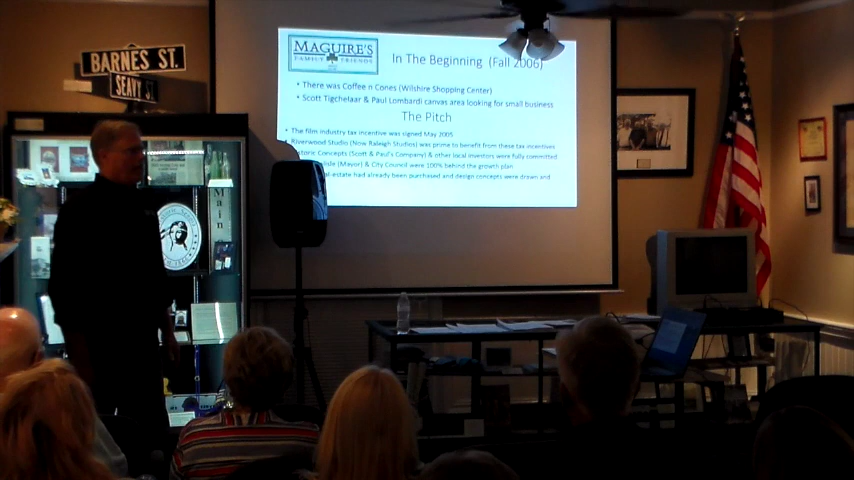 BARNES ST.
SEAVY ST.
MAGUIRE'S
FAMILY FRIENDS
In The Beginning (Fall 2006)
• There was Coffee n Cones (Wilshire Shopping Center)
• Scott Tigchelaar & Paul Lombardi canvas area looking for small business
The Pitch
• The film industry tax incentive was signed May 2005
Riverwood Studio (Now Raleigh Studios) was prime to benefit from these tax incentives
Historic Concepts (Scott & Paul's Company) & other local investors were fully committed
(Mayor) & City Council were 100% behind the growth plan
estate had already been purchased and design concepts were drawn and
Main